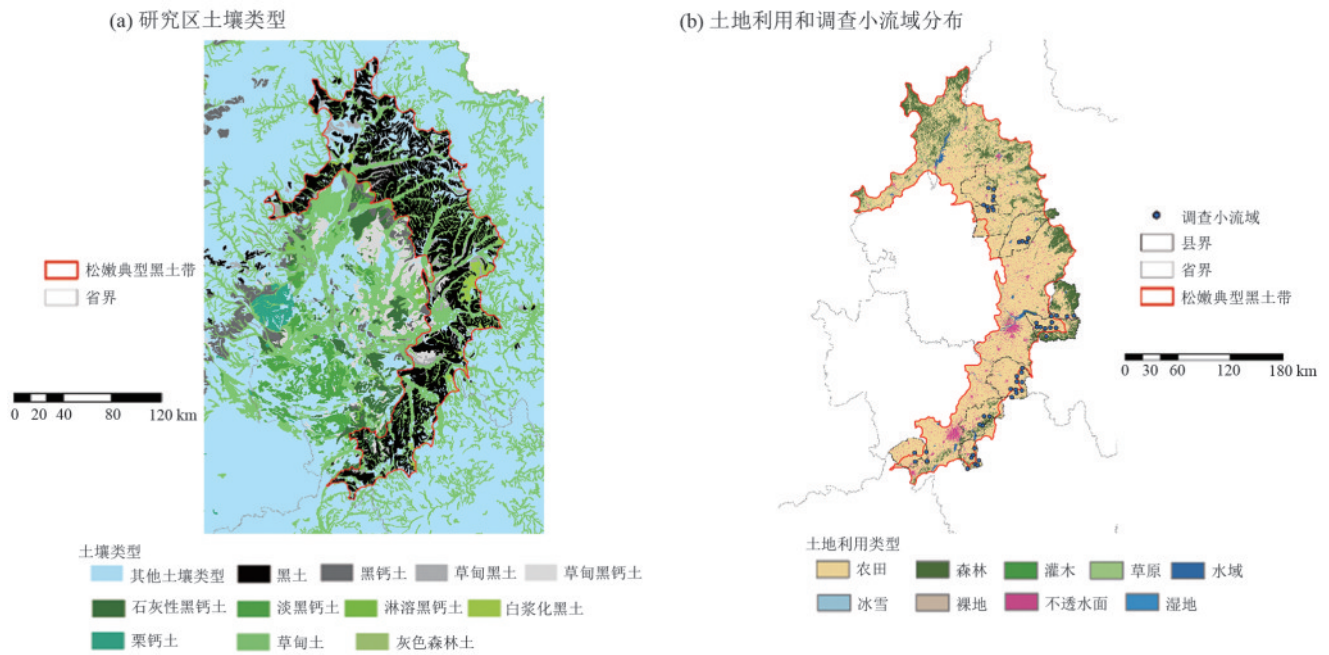 (a) 研究区土壤类型
松嫩典型黑土带
省界
0 20 40 80 120 km
土壤类型
其他土壤类型 黑土 黑钙土 草甸黑土 草甸黑钙土
石灰性黑钙土 淡黑钙土 淋溶黑钙土 白浆化黑土
栗钙土 草甸土 灰色森林土
(b) 土地利用和调查小流域分布
调查小流域
县界
省界
松嫩典型黑土带
0 30 60 120 180 km
土地利用类型
农田 森林 灌木 草原 水域
冰雪 裸地 不透水面 湿地